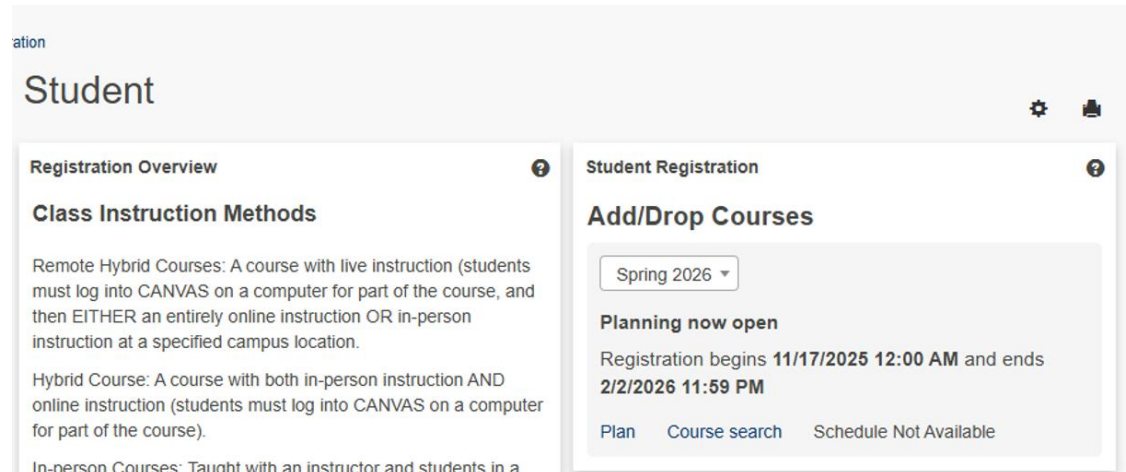 ation
Student
Registration Overview
Class Instruction Methods
Remote Hybrid Courses: A course with live instruction (students
must log into CANVAS on a computer for part of the course, and
then EITHER an entirely online instruction OR in-person
instruction at a specified campus location.
Hybrid Course: A course with both in-person instruction AND
online instruction (students must log into CANVAS on a computer
for part of the course).
In-person Courses: Taught with an instructor and students in a
Student Registration
Add/Drop Courses
Spring 2026
Planning now open
Registration begins 11/17/2025 12:00 AM and ends
2/2/2026 11:59 PM
Plan Course search Schedule Not Available